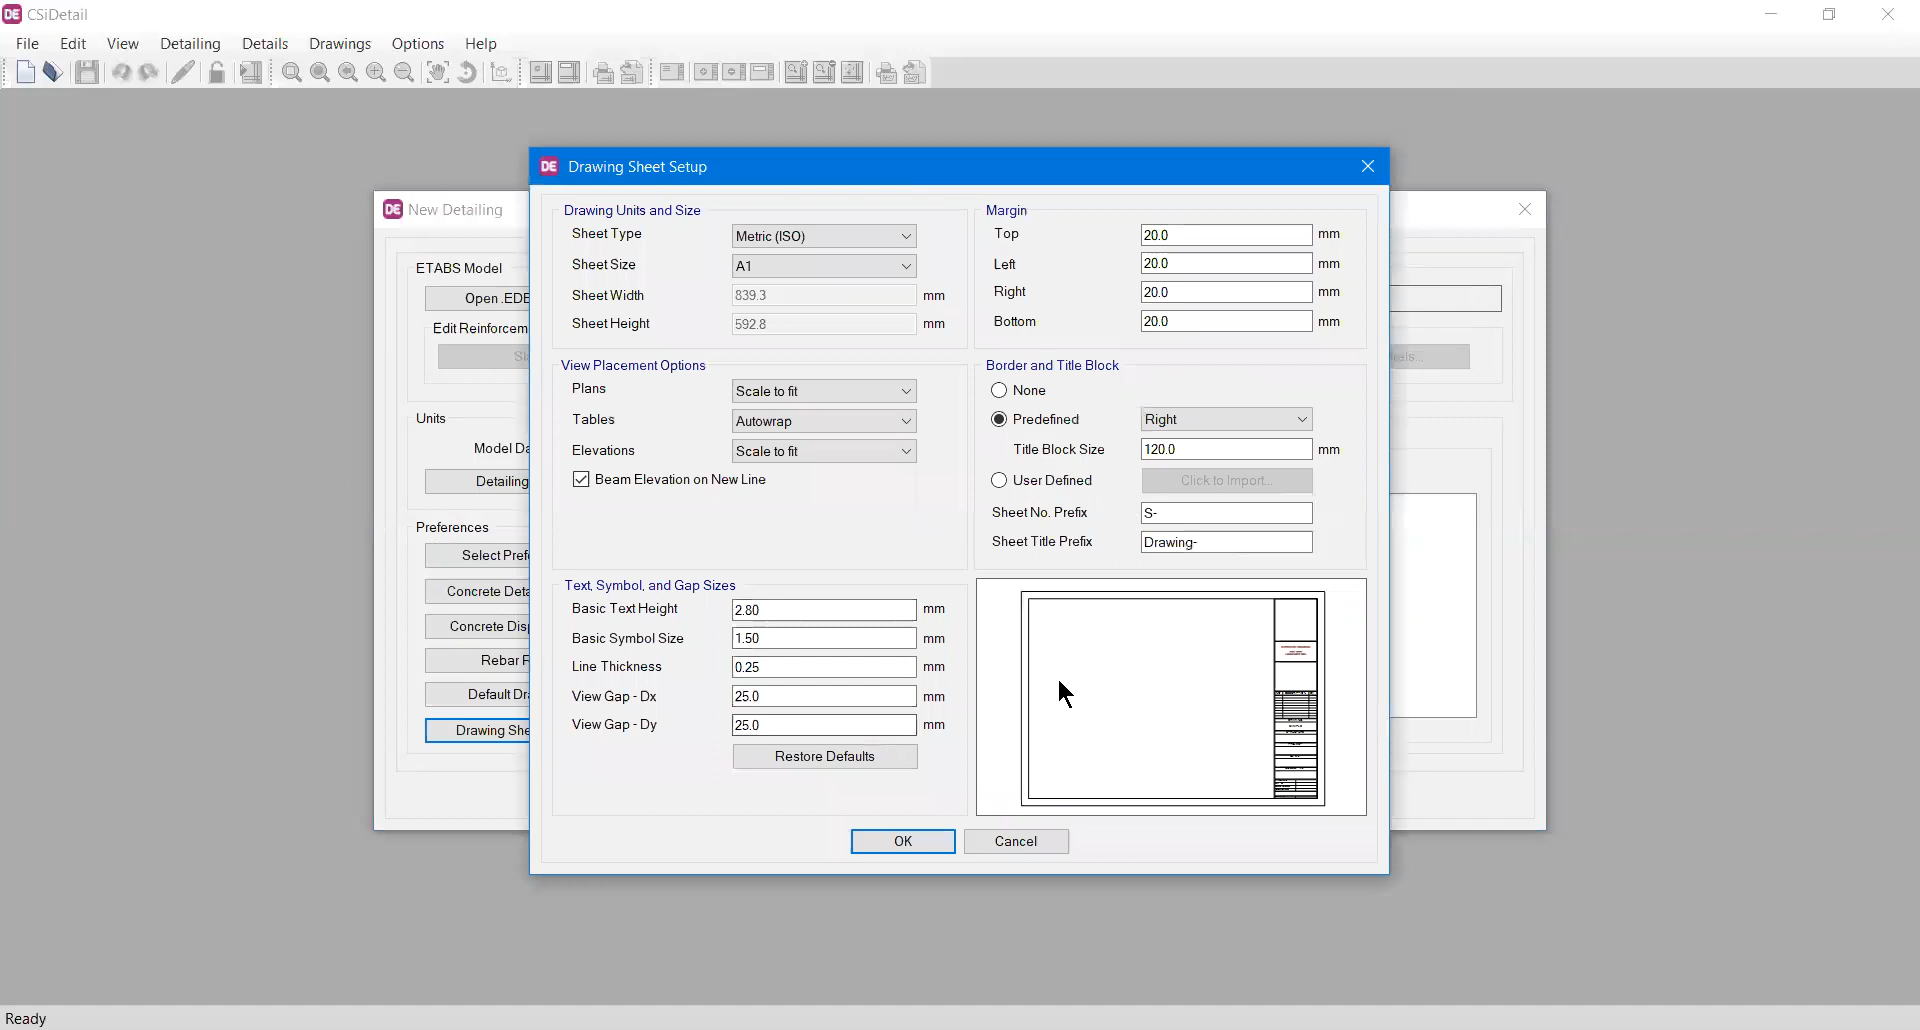 DE CSiDetail
File Edit View Detailing Details Drawings Options Help
DE Drawing Sheet Setup
DE New Detailing
ETABS Model
Open .EDB
Edit Reinforcem
Units
Model Da
Detailing
Preferences
Select Pref
Concrete Deta
Concrete Disp
Rebar
Default Dra
Drawing She
Drawing Units and Size
Sheet Type Metric (ISO)
Sheet Size A1
Sheet Width 839.3 mm
Sheet Height 592.8 mm
View Placement Options
Plans Scale to fit
Tables Autowrap
Elevations Scale to fit
Beam Elevation on New Line
Text, Symbol, and Gap Sizes
Basic Text Height 2.80 mm
Basic Symbol Size 1.50 mm
Line Thickness 0.25 mm
View Gap - Dx 25.0 mm
View Gap - Dy 25.0 mm
Restore Defaults
Margin
Top 20.0 mm
Left 20.0 mm
Right 20.0 mm
Bottom 20.0 mm
Border and Title Block
None
Predefined Right
Title Block Size 120.0 mm
User Defined Click to Import...
Sheet No. Prefix S-
Sheet Title Prefix Drawing-
OK Cancel
Ready